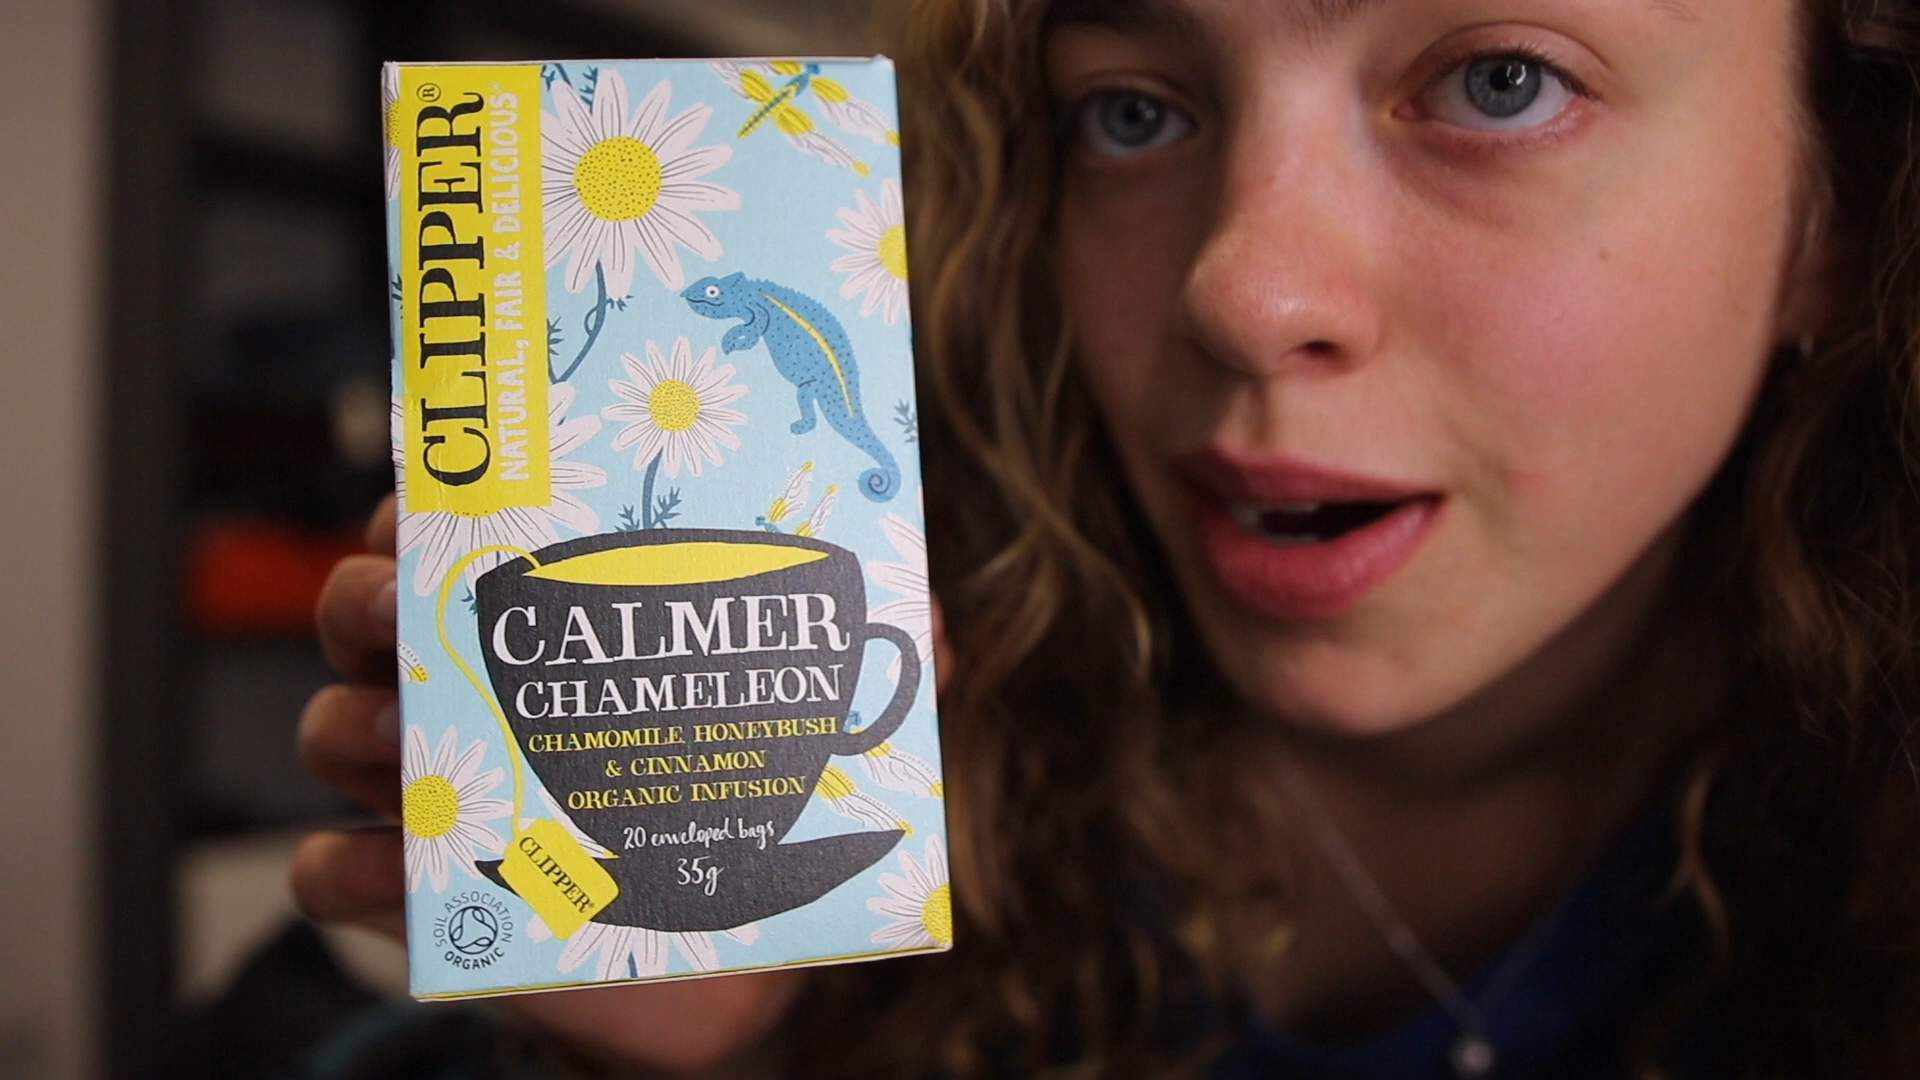 CLIPPER®
NATURAL, FAIR & DELICIOUS
CALMER
CHAMELEON
CHAMOMILE, HONEYBUSH
& CINNAMON
ORGANIC INFUSION
20 enveloped bags
35g
CLIPPER®
SOIL ASSOCIATION
ORGANIC